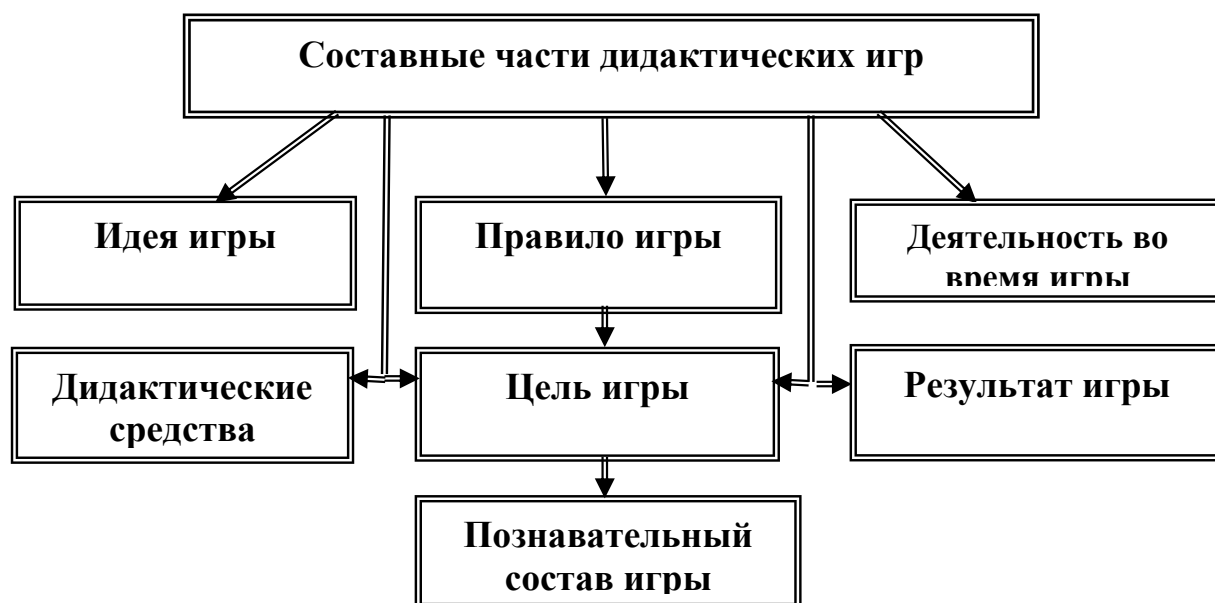 Составные части дидактических игр
Идея игры
Правило игры
Деятельность во
время игры
Дидактические
средства
Цель игры
Результат игры
Познавательный
состав игры